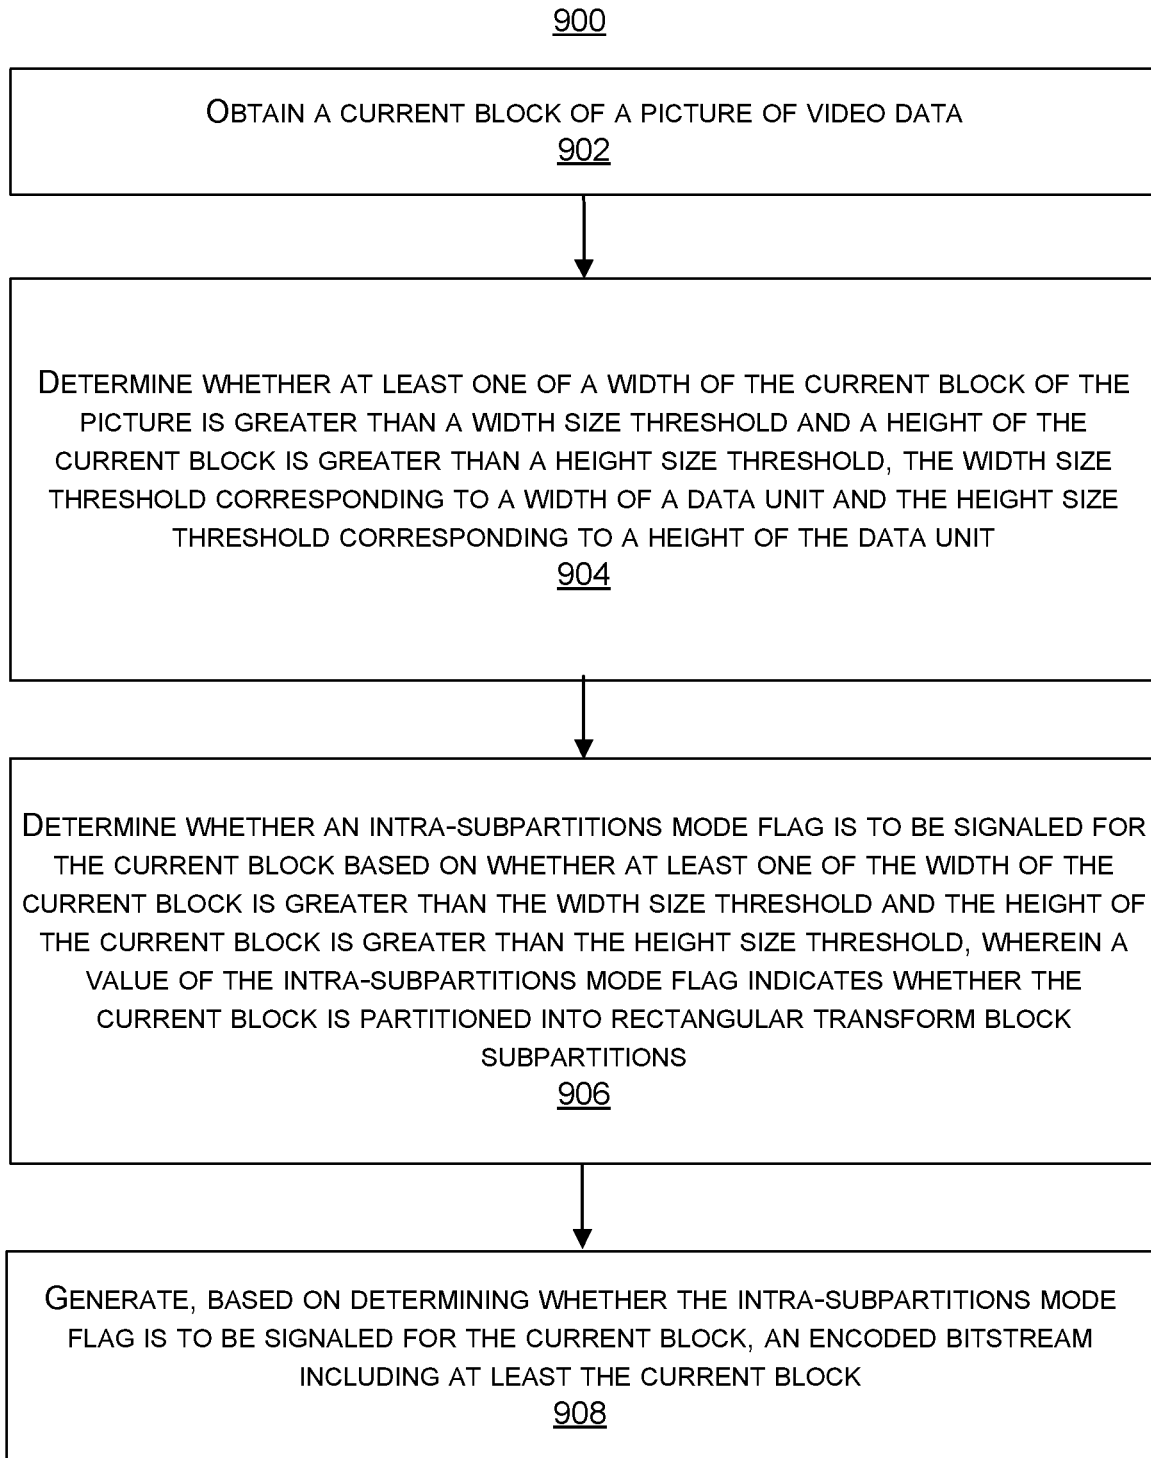 900
OBTAIN A CURRENT BLOCK OF A PICTURE OF VIDEO DATA
902
DETERMINE WHETHER AT LEAST ONE OF A WIDTH OF THE CURRENT BLOCK OF THE
PICTURE IS GREATER THAN A WIDTH SIZE THRESHOLD AND A HEIGHT OF THE
CURRENT BLOCK IS GREATER THAN A HEIGHT SIZE THRESHOLD, THE WIDTH SIZE
THRESHOLD CORRESPONDING TO A WIDTH OF A DATA UNIT AND THE HEIGHT SIZE
THRESHOLD CORRESPONDING TO A HEIGHT OF THE DATA UNIT
904
DETERMINE WHETHER AN INTRA-SUBPARTITIONS MODE FLAG IS TO BE SIGNALED FOR
THE CURRENT BLOCK BASED ON WHETHER AT LEAST ONE OF THE WIDTH OF THE
CURRENT BLOCK IS GREATER THAN THE WIDTH SIZE THRESHOLD AND THE HEIGHT OF
THE CURRENT BLOCK IS GREATER THAN THE HEIGHT SIZE THRESHOLD, WHEREIN A
VALUE OF THE INTRA-SUBPARTITIONS MODE FLAG INDICATES WHETHER THE
CURRENT BLOCK IS PARTITIONED INTO RECTANGULAR TRANSFORM BLOCK
SUBPARTITIONS
906
GENERATE, BASED ON DETERMINING WHETHER THE INTRA-SUBPARTITIONS MODE
FLAG IS TO BE SIGNALED FOR THE CURRENT BLOCK, AN ENCODED BITSTREAM
INCLUDING AT LEAST THE CURRENT BLOCK
908